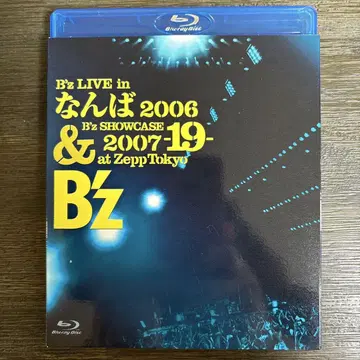 Blu-ray Disc
B'z LIVE in
なんば 2006
& B'z SHOWCASE
2007 -19-
at Zepp Tokyo
B'z
Blu-ray Disc